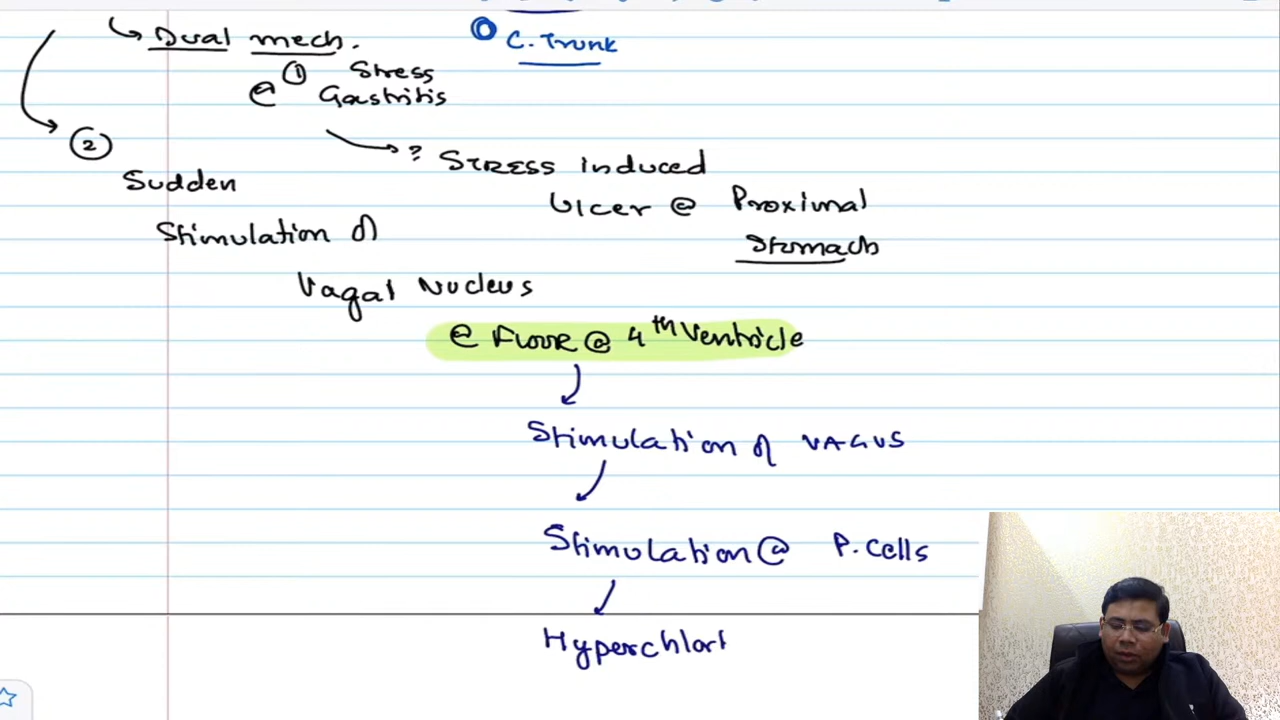 Dual mech.
C. Trunk
@ ① Stress
Gastritis
? STRESS induced
Ulcer @ Proximal
Stomach
②
Sudden
Stimulation of
Vagal Nucleus
@ Floor @ 4th Ventricle
Stimulation of VAGUS
Stimulation @ P. Cells
Hyperchlor